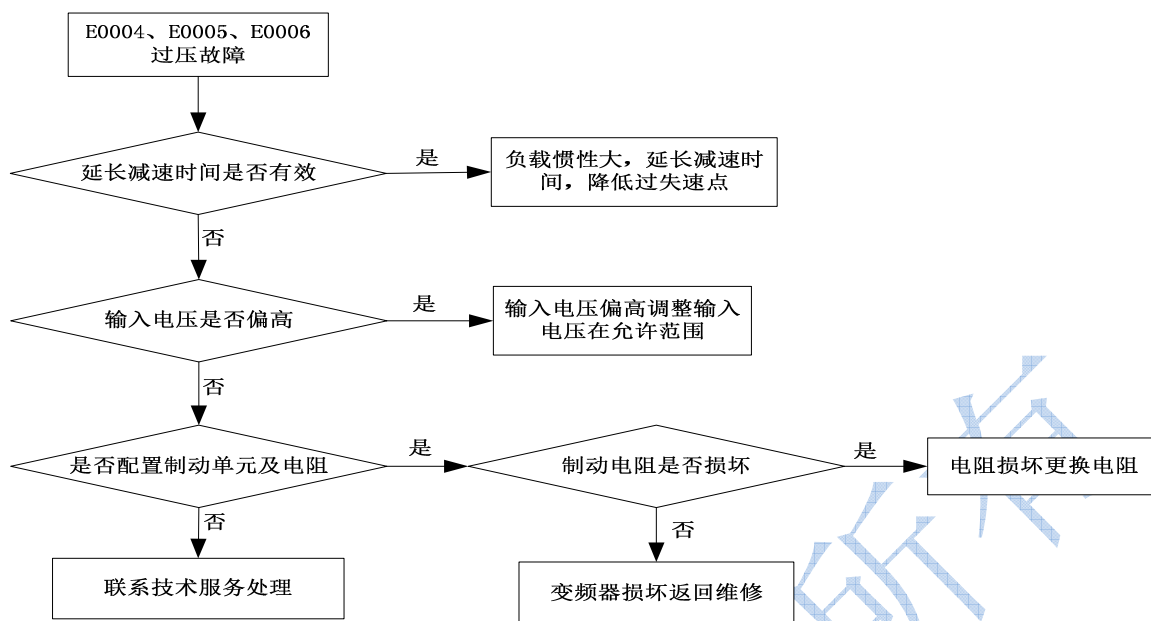 E0004、E0005、E0006
过压故障
延长减速时间是否有效
是
负载惯性大，延长减速时
间，降低过失速点
否
输入电压是否偏高
是
输入电压偏高调整输入
电压在允许范围
否
是否配置制动单元及电阻
是
制动电阻是否损坏
是
电阻损坏更换电阻
否
联系技术服务处理
否
变频器损坏返回维修
所有